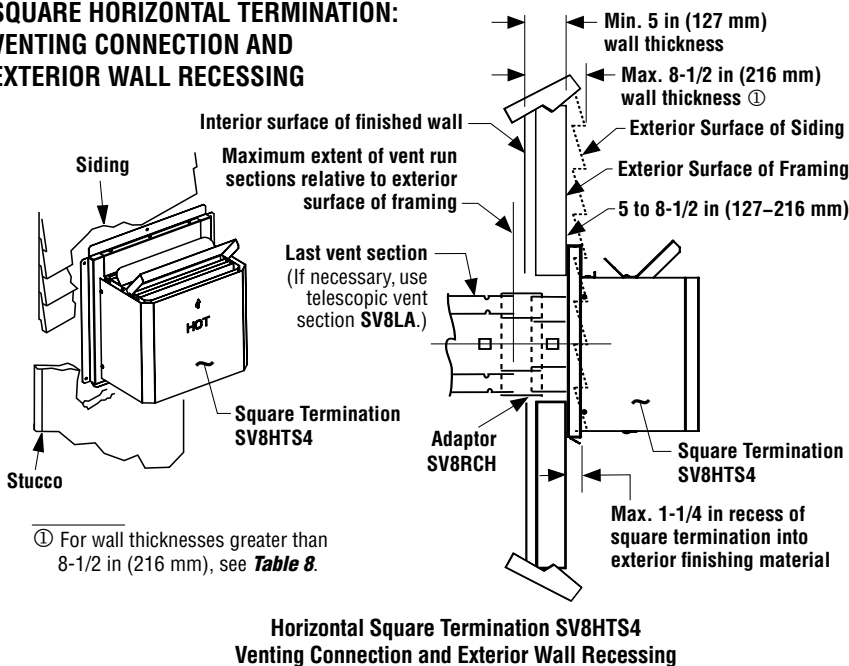 SQUARE HORIZONTAL TERMINATION:
VENTING CONNECTION AND
EXTERIOR WALL RECESSING
Min. 5 in (127 mm)
wall thickness
Max. 8-1/2 in (216 mm)
wall thickness ①
Interior surface of finished wall
Exterior Surface of Siding
Maximum extent of vent run
sections relative to exterior
surface of framing
Exterior Surface of Framing
5 to 8-1/2 in (127–216 mm)
Siding
Last vent section
(If necessary, use
telescopic vent
section SV8LA.)
HOT
Square Termination
SV8HTS4
Stucco
Adaptor
SV8RCH
Square Termination
SV8HTS4
Max. 1-1/4 in recess of
square termination into
exterior finishing material
① For wall thicknesses greater than
8-1/2 in (216 mm), see Table 8.
Horizontal Square Termination SV8HTS4
Venting Connection and Exterior Wall Recessing